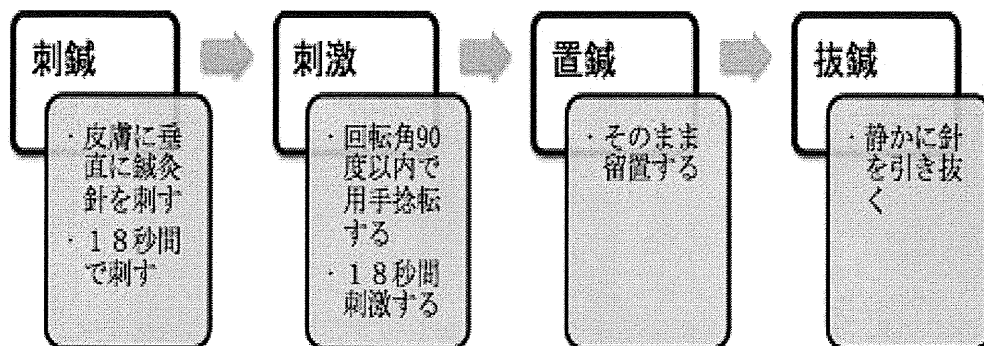 刺鍼
・皮膚に垂
直に鍼灸
針を刺す
・１８秒間
で刺す
刺激
・回転角90
度以内で
用手捻転
する
・１８秒間
刺激する
置鍼
・そのまま
留置する
抜鍼
・静かに針
を引き抜
く